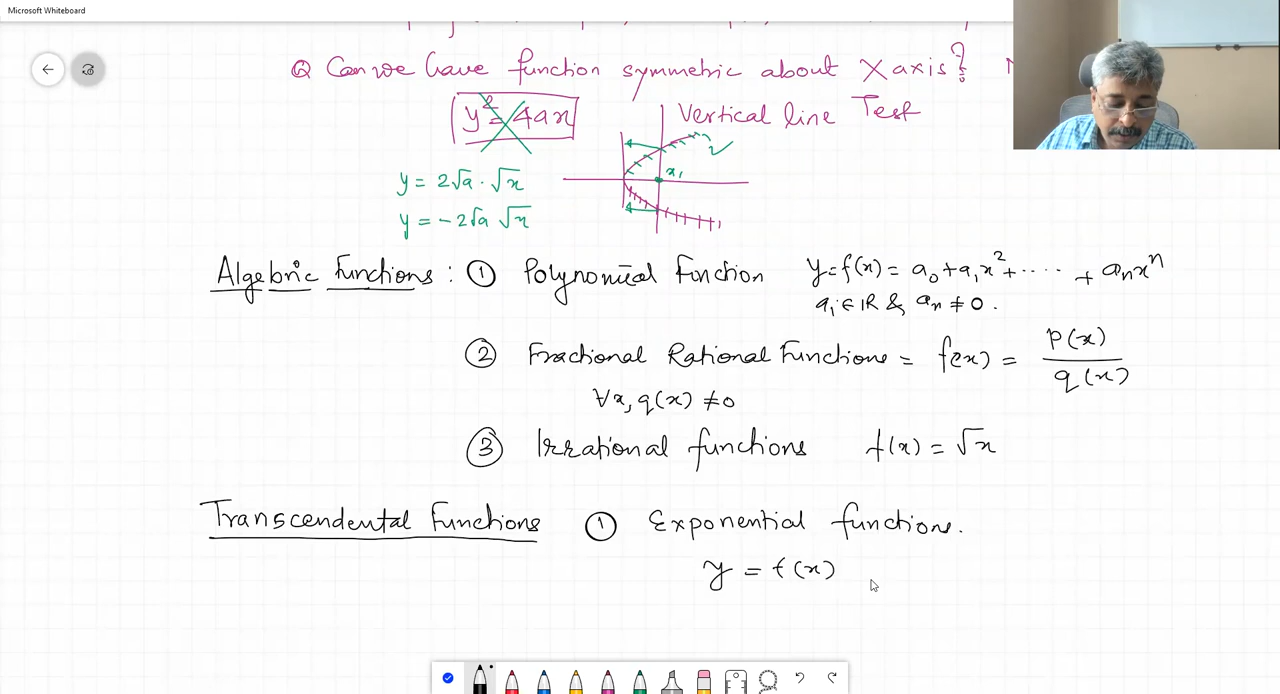 Microsoft Whiteboard
Q Can we have function symmetric about X axis?
y² = 4ax
Vertical line Test
x₁
y = 2√a · √x
y = -2√a √x
Algebric Functions : ① Polynomial Function y = f(x) = a₀ + a₁x² + ..... + aₙxⁿ
aᵢ ∈ ℝ & aₙ ≠ 0.
② Fractional Rational Functions = f(x) = p(x)/q(x)
∀x, q(x) ≠ 0
③ Irrational functions f(x) = √x
Transcendental Functions ① Exponential functions.
y = f(x)